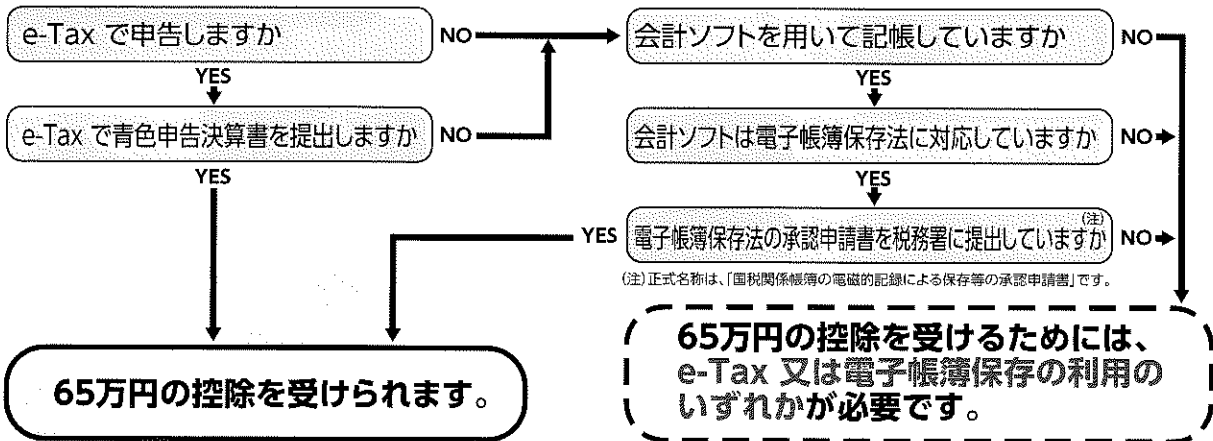 e-Tax で申告しますか
NO
会計ソフトを用いて記帳していますか
NO
YES
YES
e-Tax で青色申告決算書を提出しますか
NO
会計ソフトは電子帳簿保存法に対応していますか
NO
YES
YES
YES
電子帳簿保存法の承認申請書を税務署に提出していますか
(注)
NO
(注)正式名称は、「国税関係帳簿の電磁的記録による保存等の承認申請書」です。
65万円の控除を受けられます。
65万円の控除を受けるためには、
e-Tax 又は電子帳簿保存の利用の
いずれかが必要です。